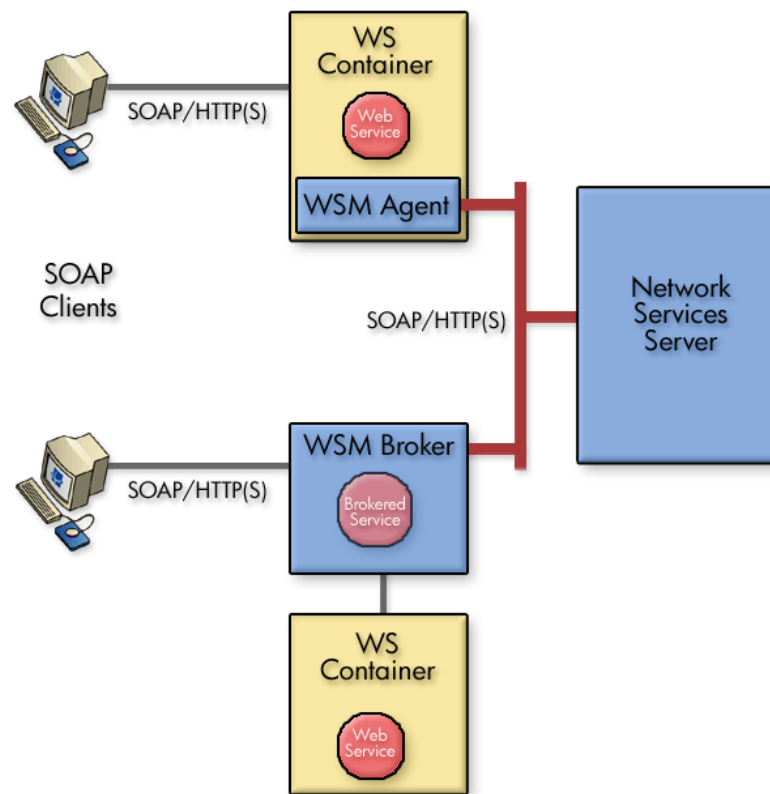 WS
Container
Web
Service
SOAP/HTTP(S)
WSM Agent
SOAP
Clients
Network
Services
Server
SOAP/HTTP(S)
WSM Broker
Brokered
Service
SOAP/HTTP(S)
WS
Container
Web
Service